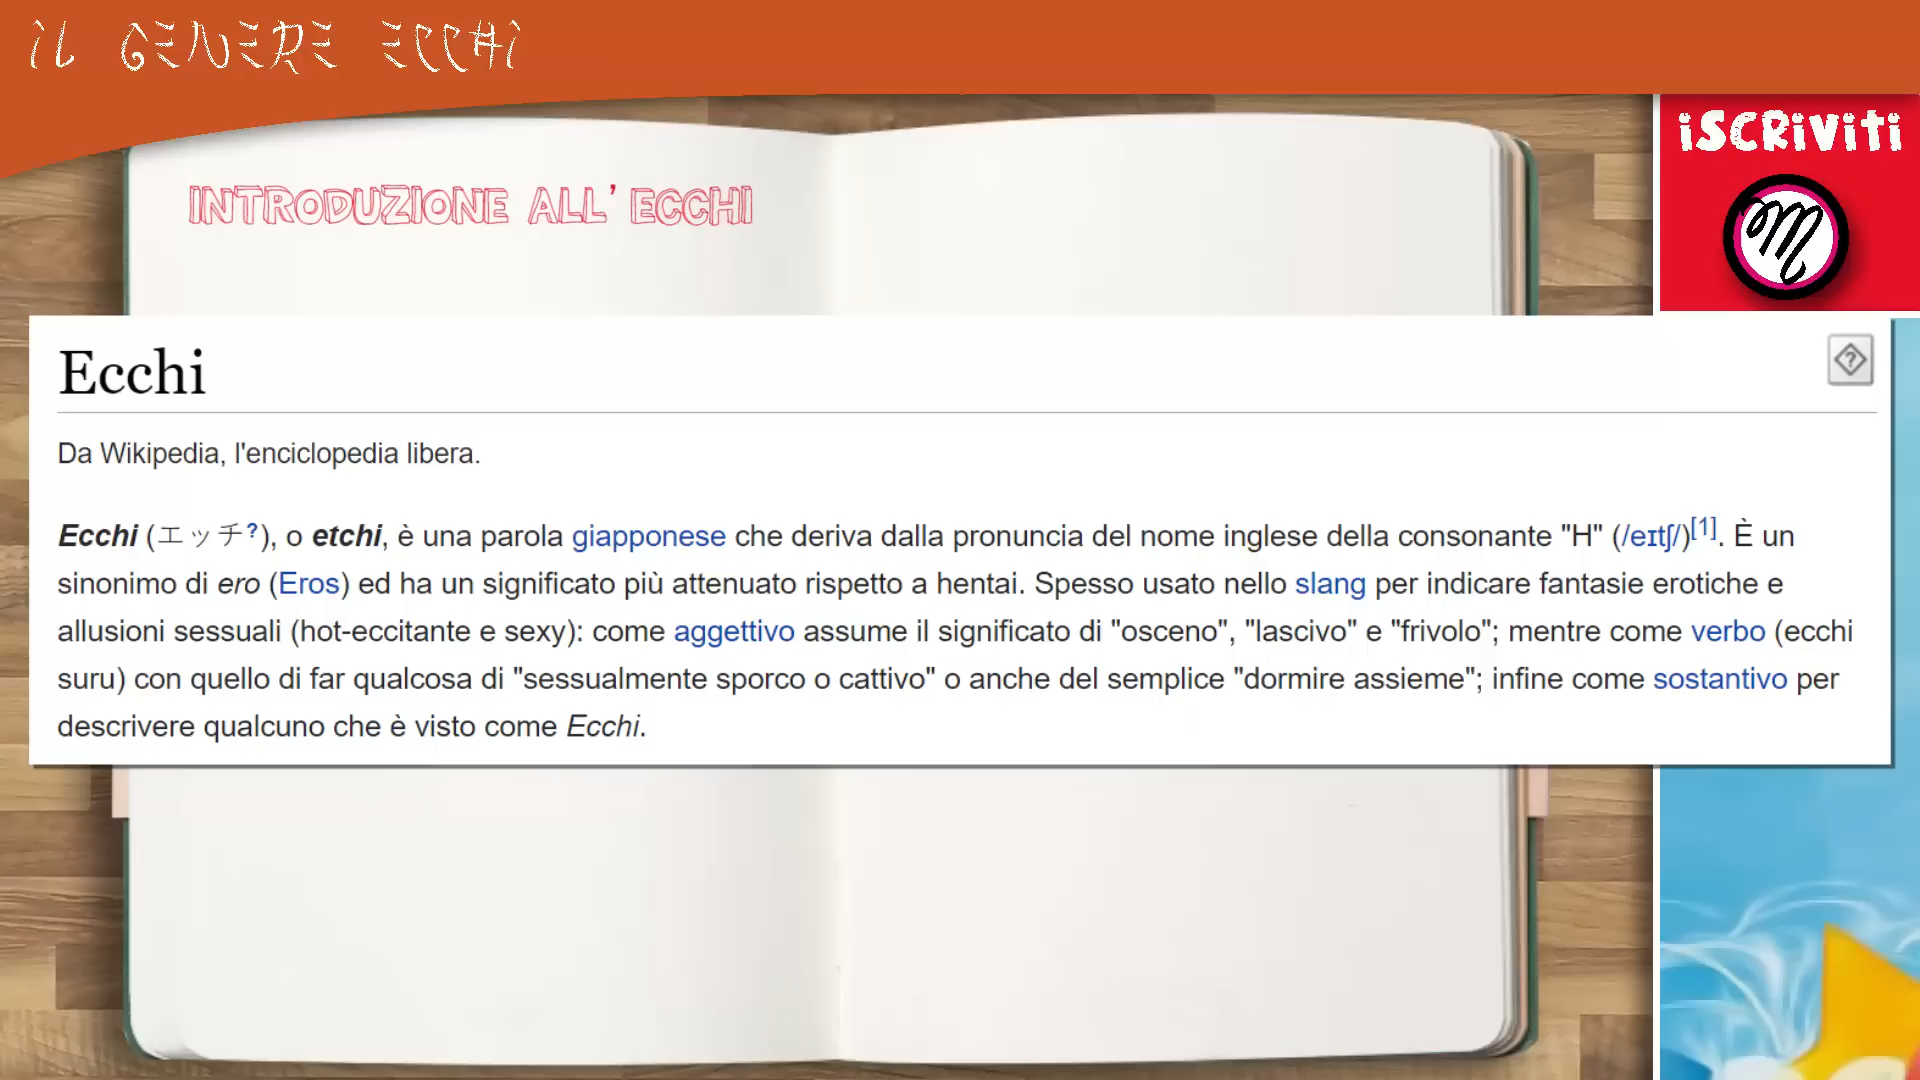 iL GENERE ECCHi
iSCRiViti
INTRODUZIONE ALL' ECCHI
Ecchi
Da Wikipedia, l'enciclopedia libera.
Ecchi (エッチ?), o etchi, è una parola giapponese che deriva dalla pronuncia del nome inglese della consonante "H" (/eɪtʃ/)[1]. È un
sinonimo di ero (Eros) ed ha un significato più attenuato rispetto a hentai. Spesso usato nello slang per indicare fantasie erotiche e
allusioni sessuali (hot-eccitante e sexy): come aggettivo assume il significato di "osceno", "lascivo" e "frivolo"; mentre come verbo (ecchi
suru) con quello di far qualcosa di "sessualmente sporco o cattivo" o anche del semplice "dormire assieme"; infine come sostantivo per
descrivere qualcuno che è visto come Ecchi.